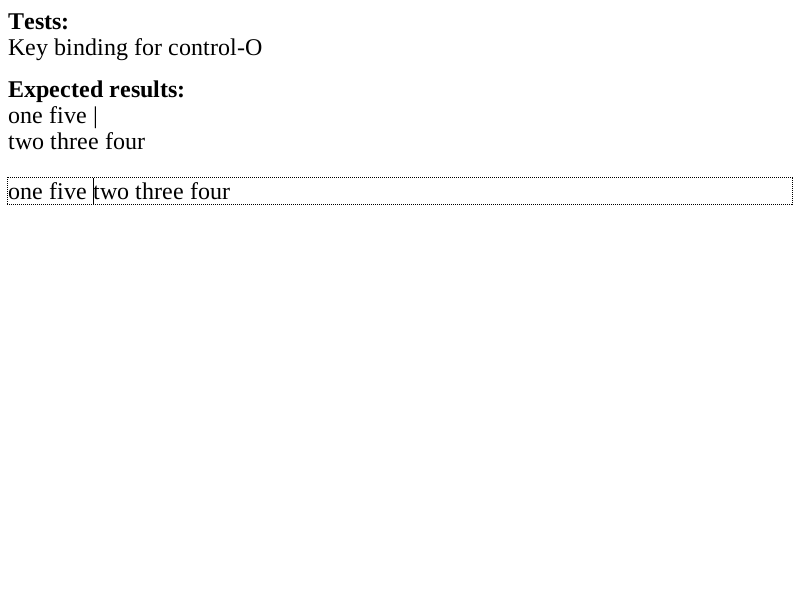 Tests:
Key binding for control-O
Expected results:
one five |
two three four
one five two three four